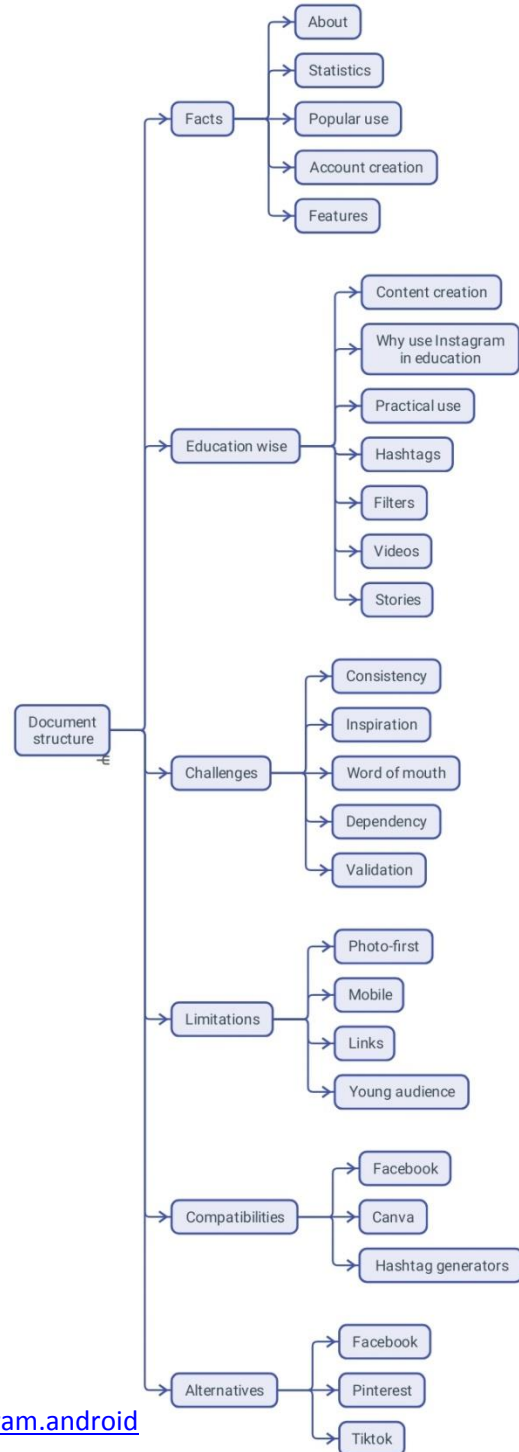 Document
structure
Facts
About
Statistics
Popular use
Account creation
Features
Education wise
Content creation
Why use Instagram
in education
Practical use
Hashtags
Filters
Videos
Stories
Challenges
Consistency
Inspiration
Word of mouth
Dependency
Validation
Limitations
Photo-first
Mobile
Links
Young audience
Compatibilities
Facebook
Canva
Hashtag generators
Alternatives
Facebook
Pinterest
Tiktok
am.android